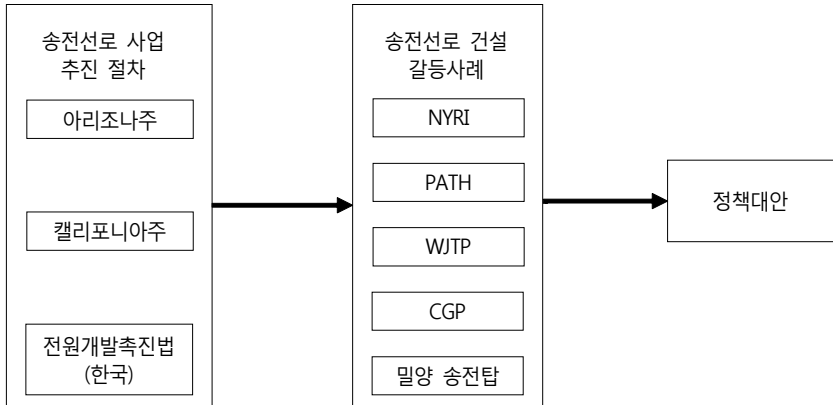 송전선로 사업
추진 절차
아리조나주
캘리포니아주
전원개발촉진법
(한국)
송전선로 건설
갈등사례
NYRI
PATH
WJTP
CGP
밀양 송전탑
정책대안